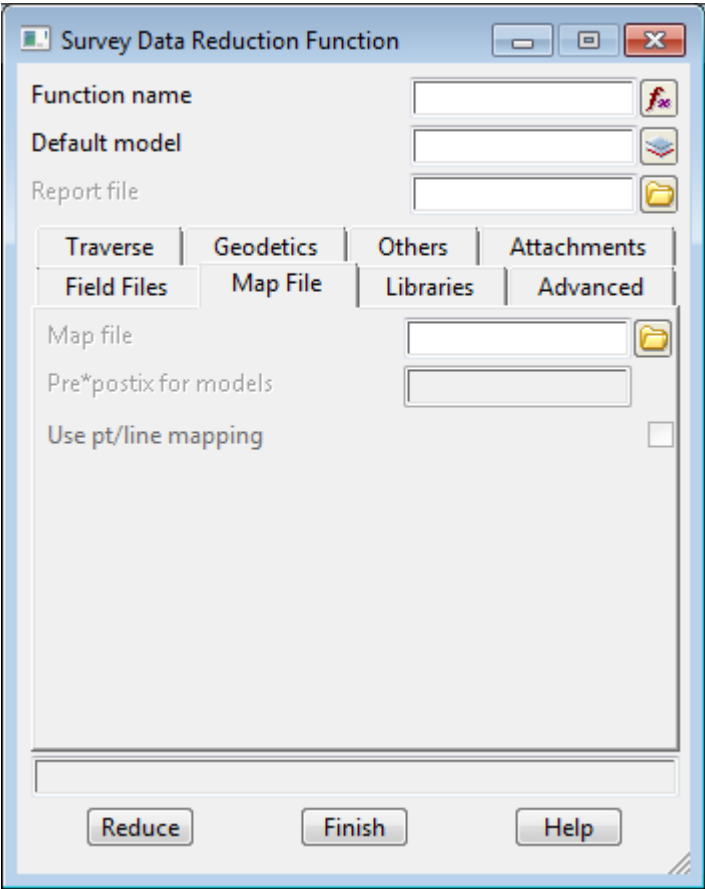 Survey Data Reduction Function
Function name
Default model
Report file
Traverse Geodetics Others Attachments
Field Files Map File Libraries Advanced
Map file
Pre*postix for models
Use pt/line mapping
Reduce Finish Help